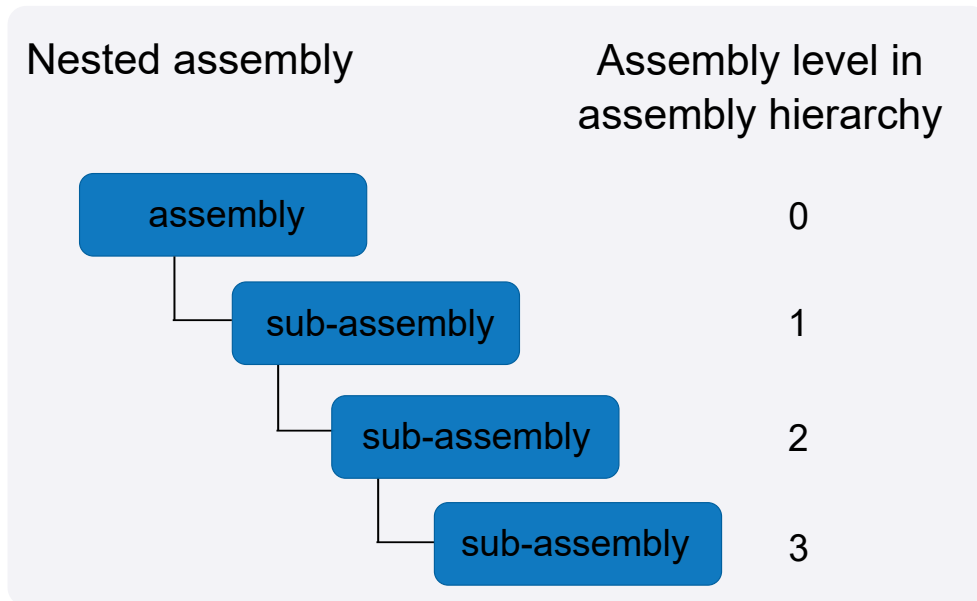 Nested assembly
Assembly level in
assembly hierarchy
assembly
0
sub-assembly
1
sub-assembly
2
sub-assembly
3